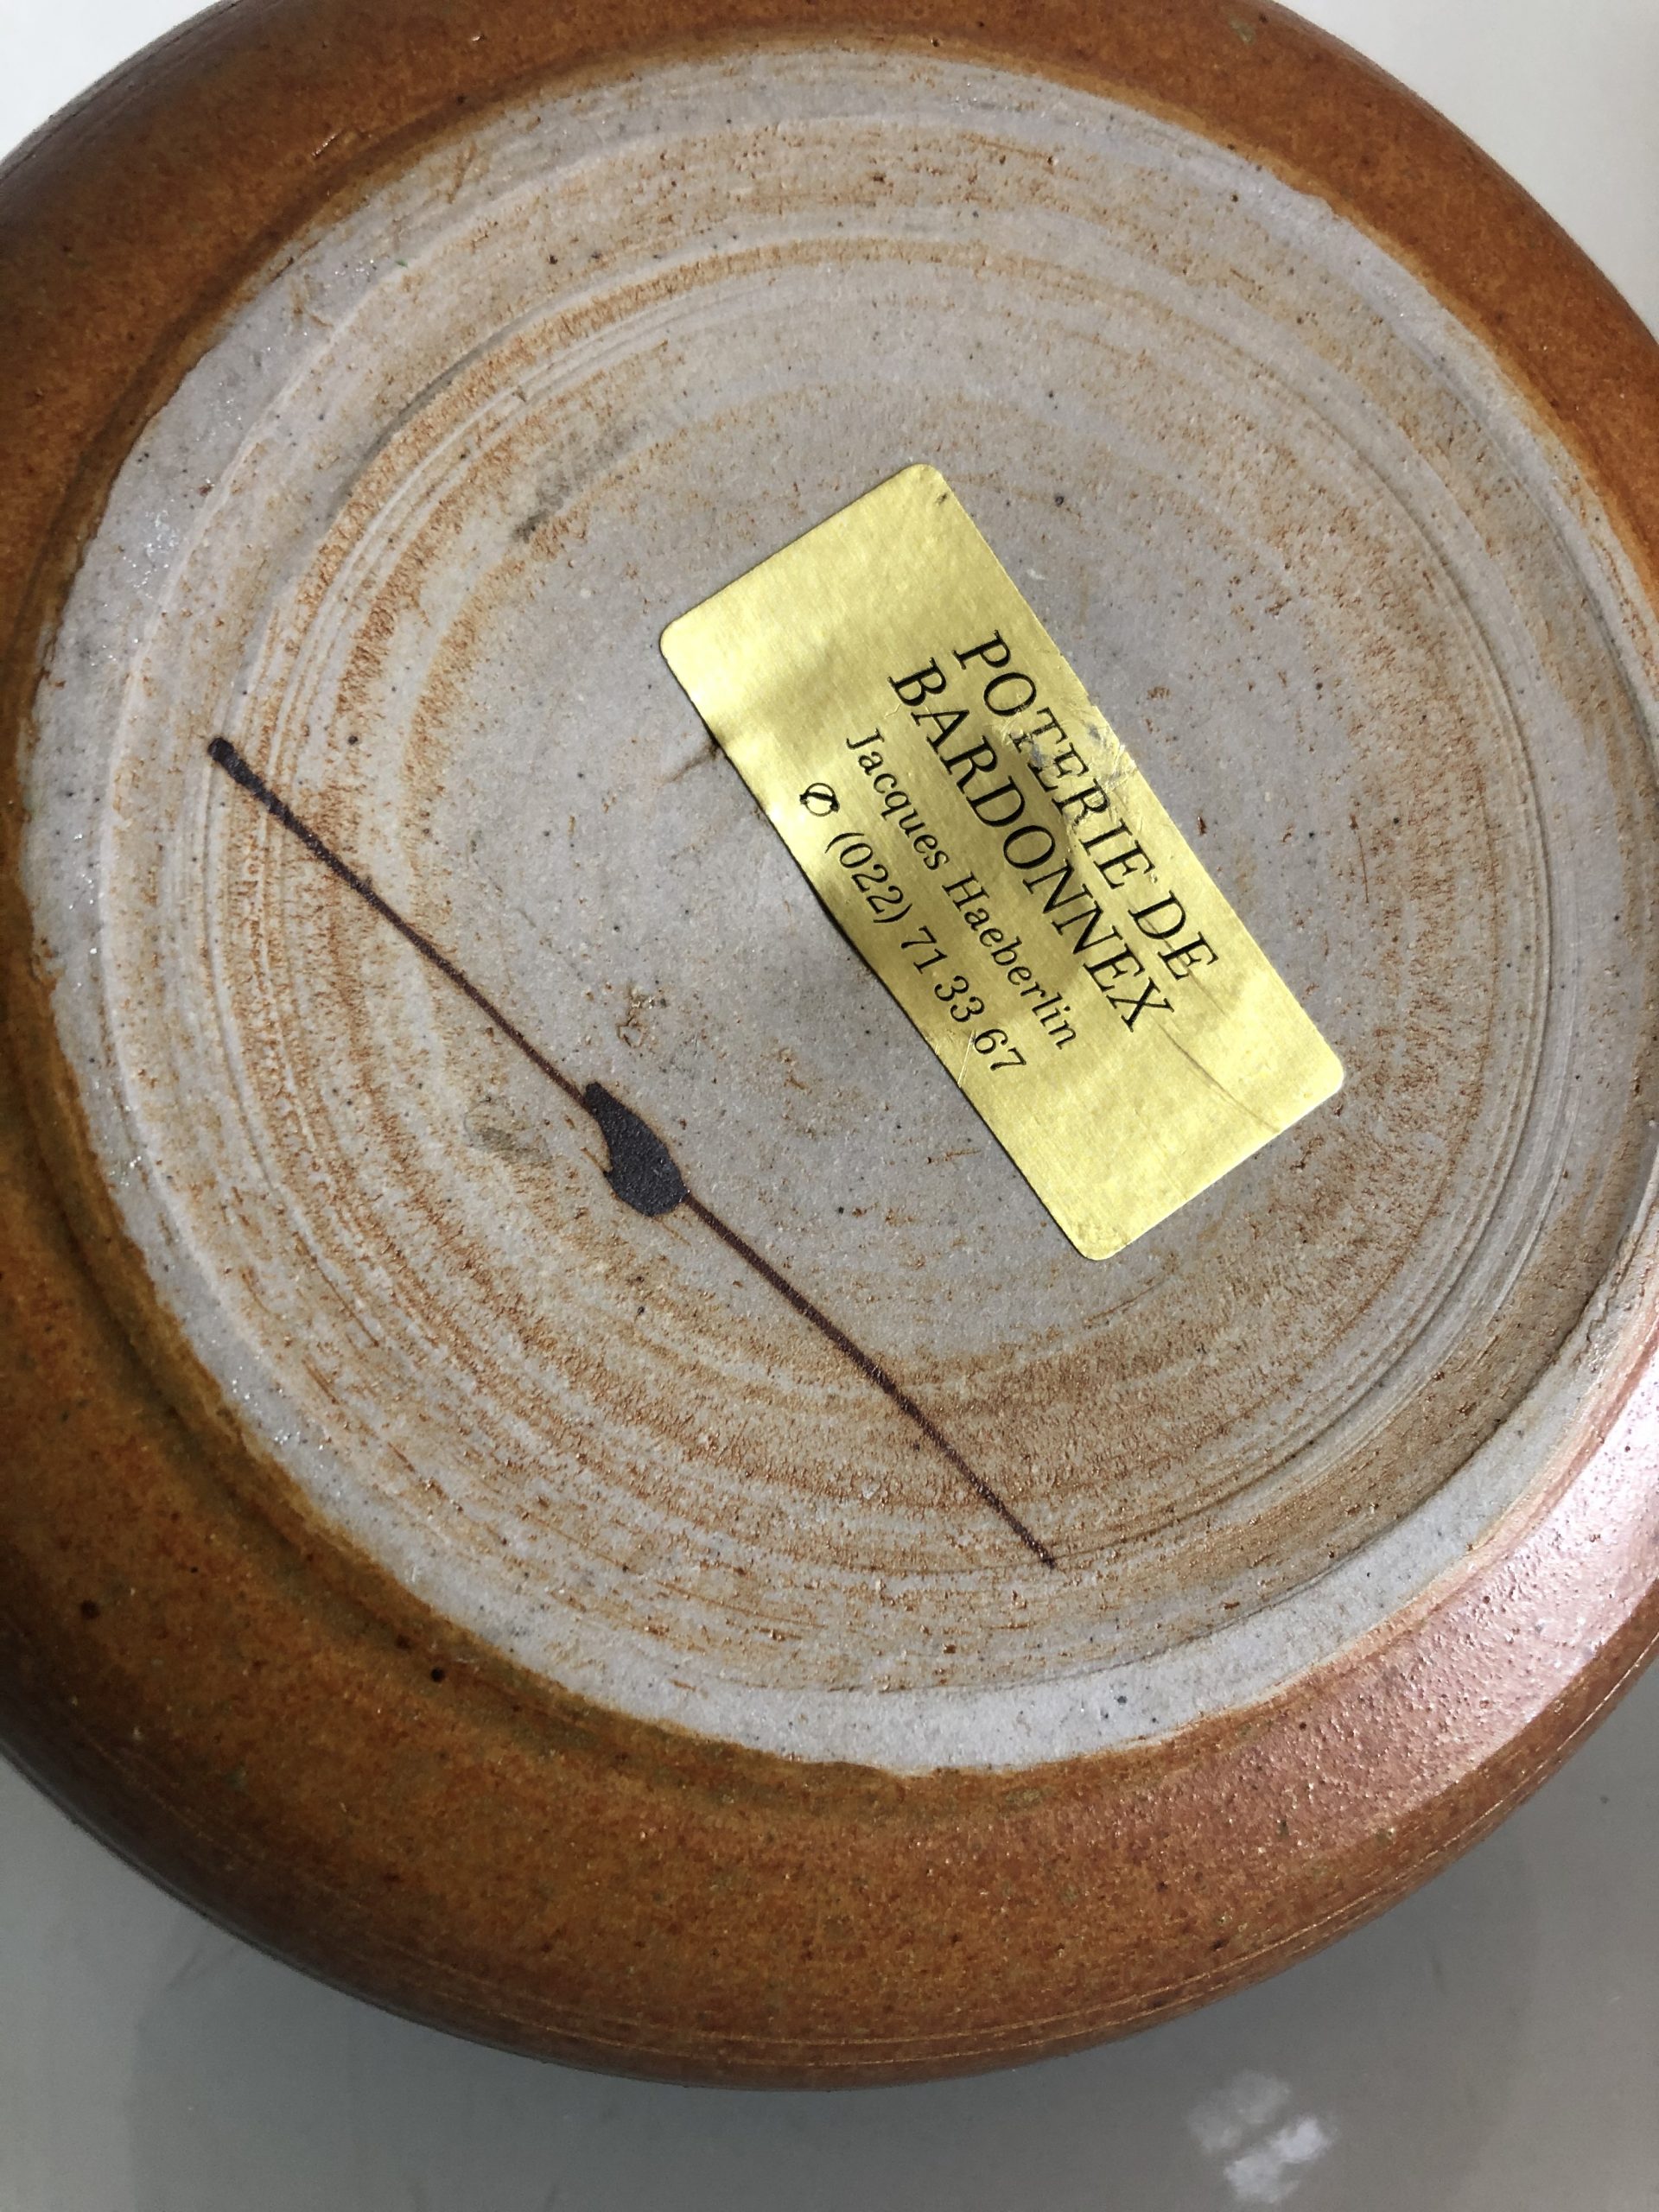 POTERIE DE
BARDONNEX
Jacques Haeberlin
∅ (022) 71 33 67